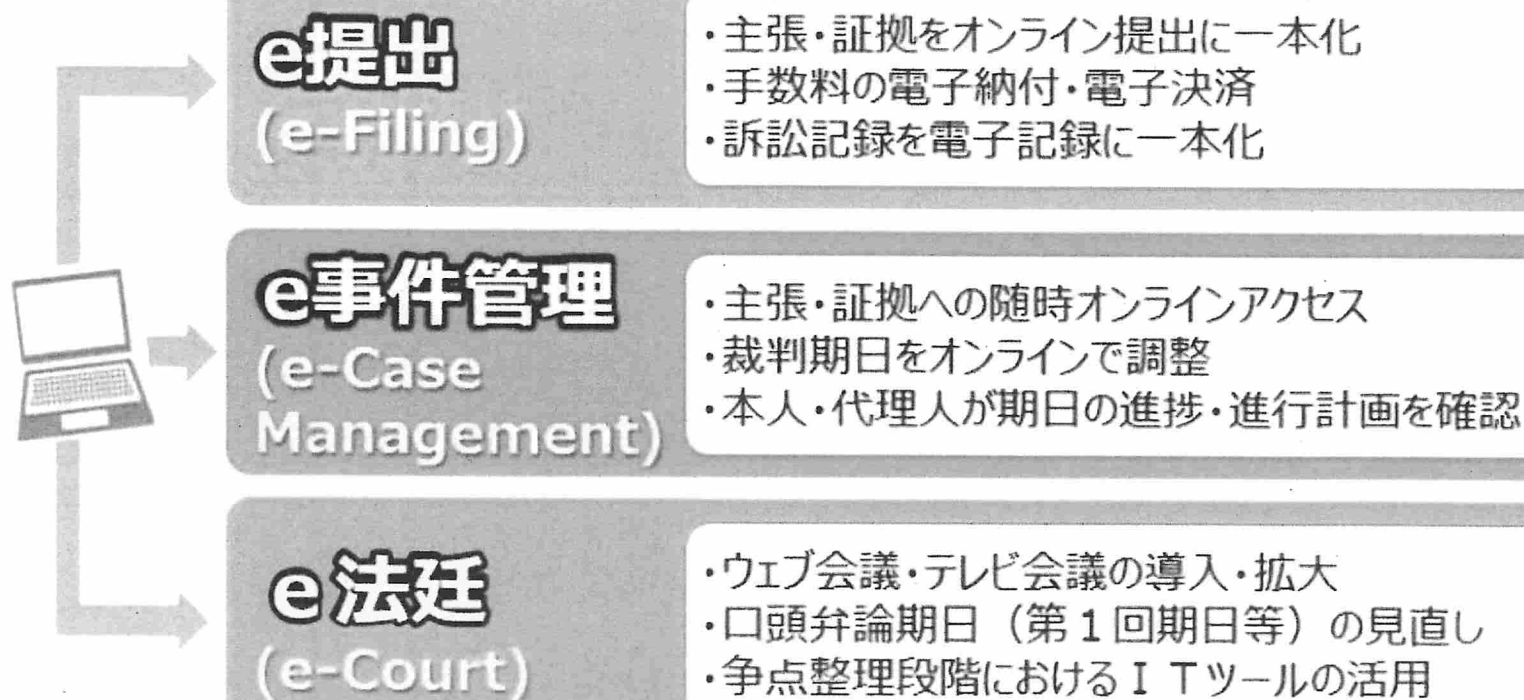 e提出
(e-Filing)
・主張・証拠をオンライン提出に一本化
・手数料の電子納付・電子決済
・訴訟記録を電子記録に一本化
e事件管理
(e-Case
Management)
・主張・証拠への随時オンラインアクセス
・裁判期日をオンラインで調整
・本人・代理人が期日の進捗・進行計画を確認
e法廷
(e-Court)
・ウェブ会議・テレビ会議の導入・拡大
・口頭弁論期日（第１回期日等）の見直し
・争点整理段階におけるＩＴツールの活用